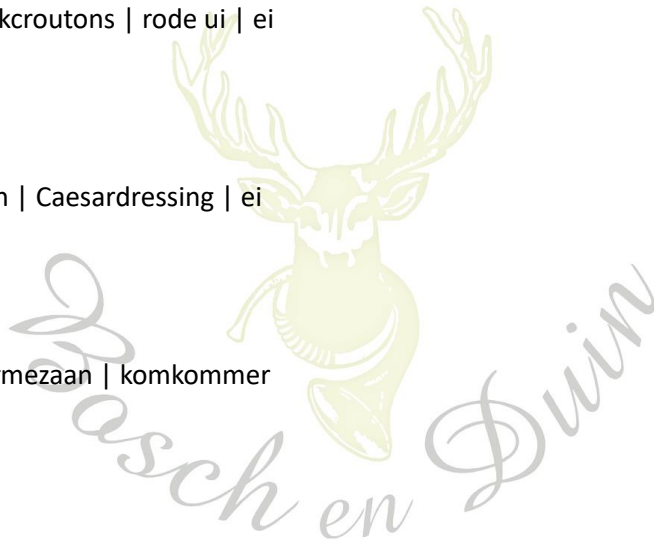 kcroutons | rode ui | ei
| Caesardressing | ei
mezaan | komkommer
Bosch en Duin